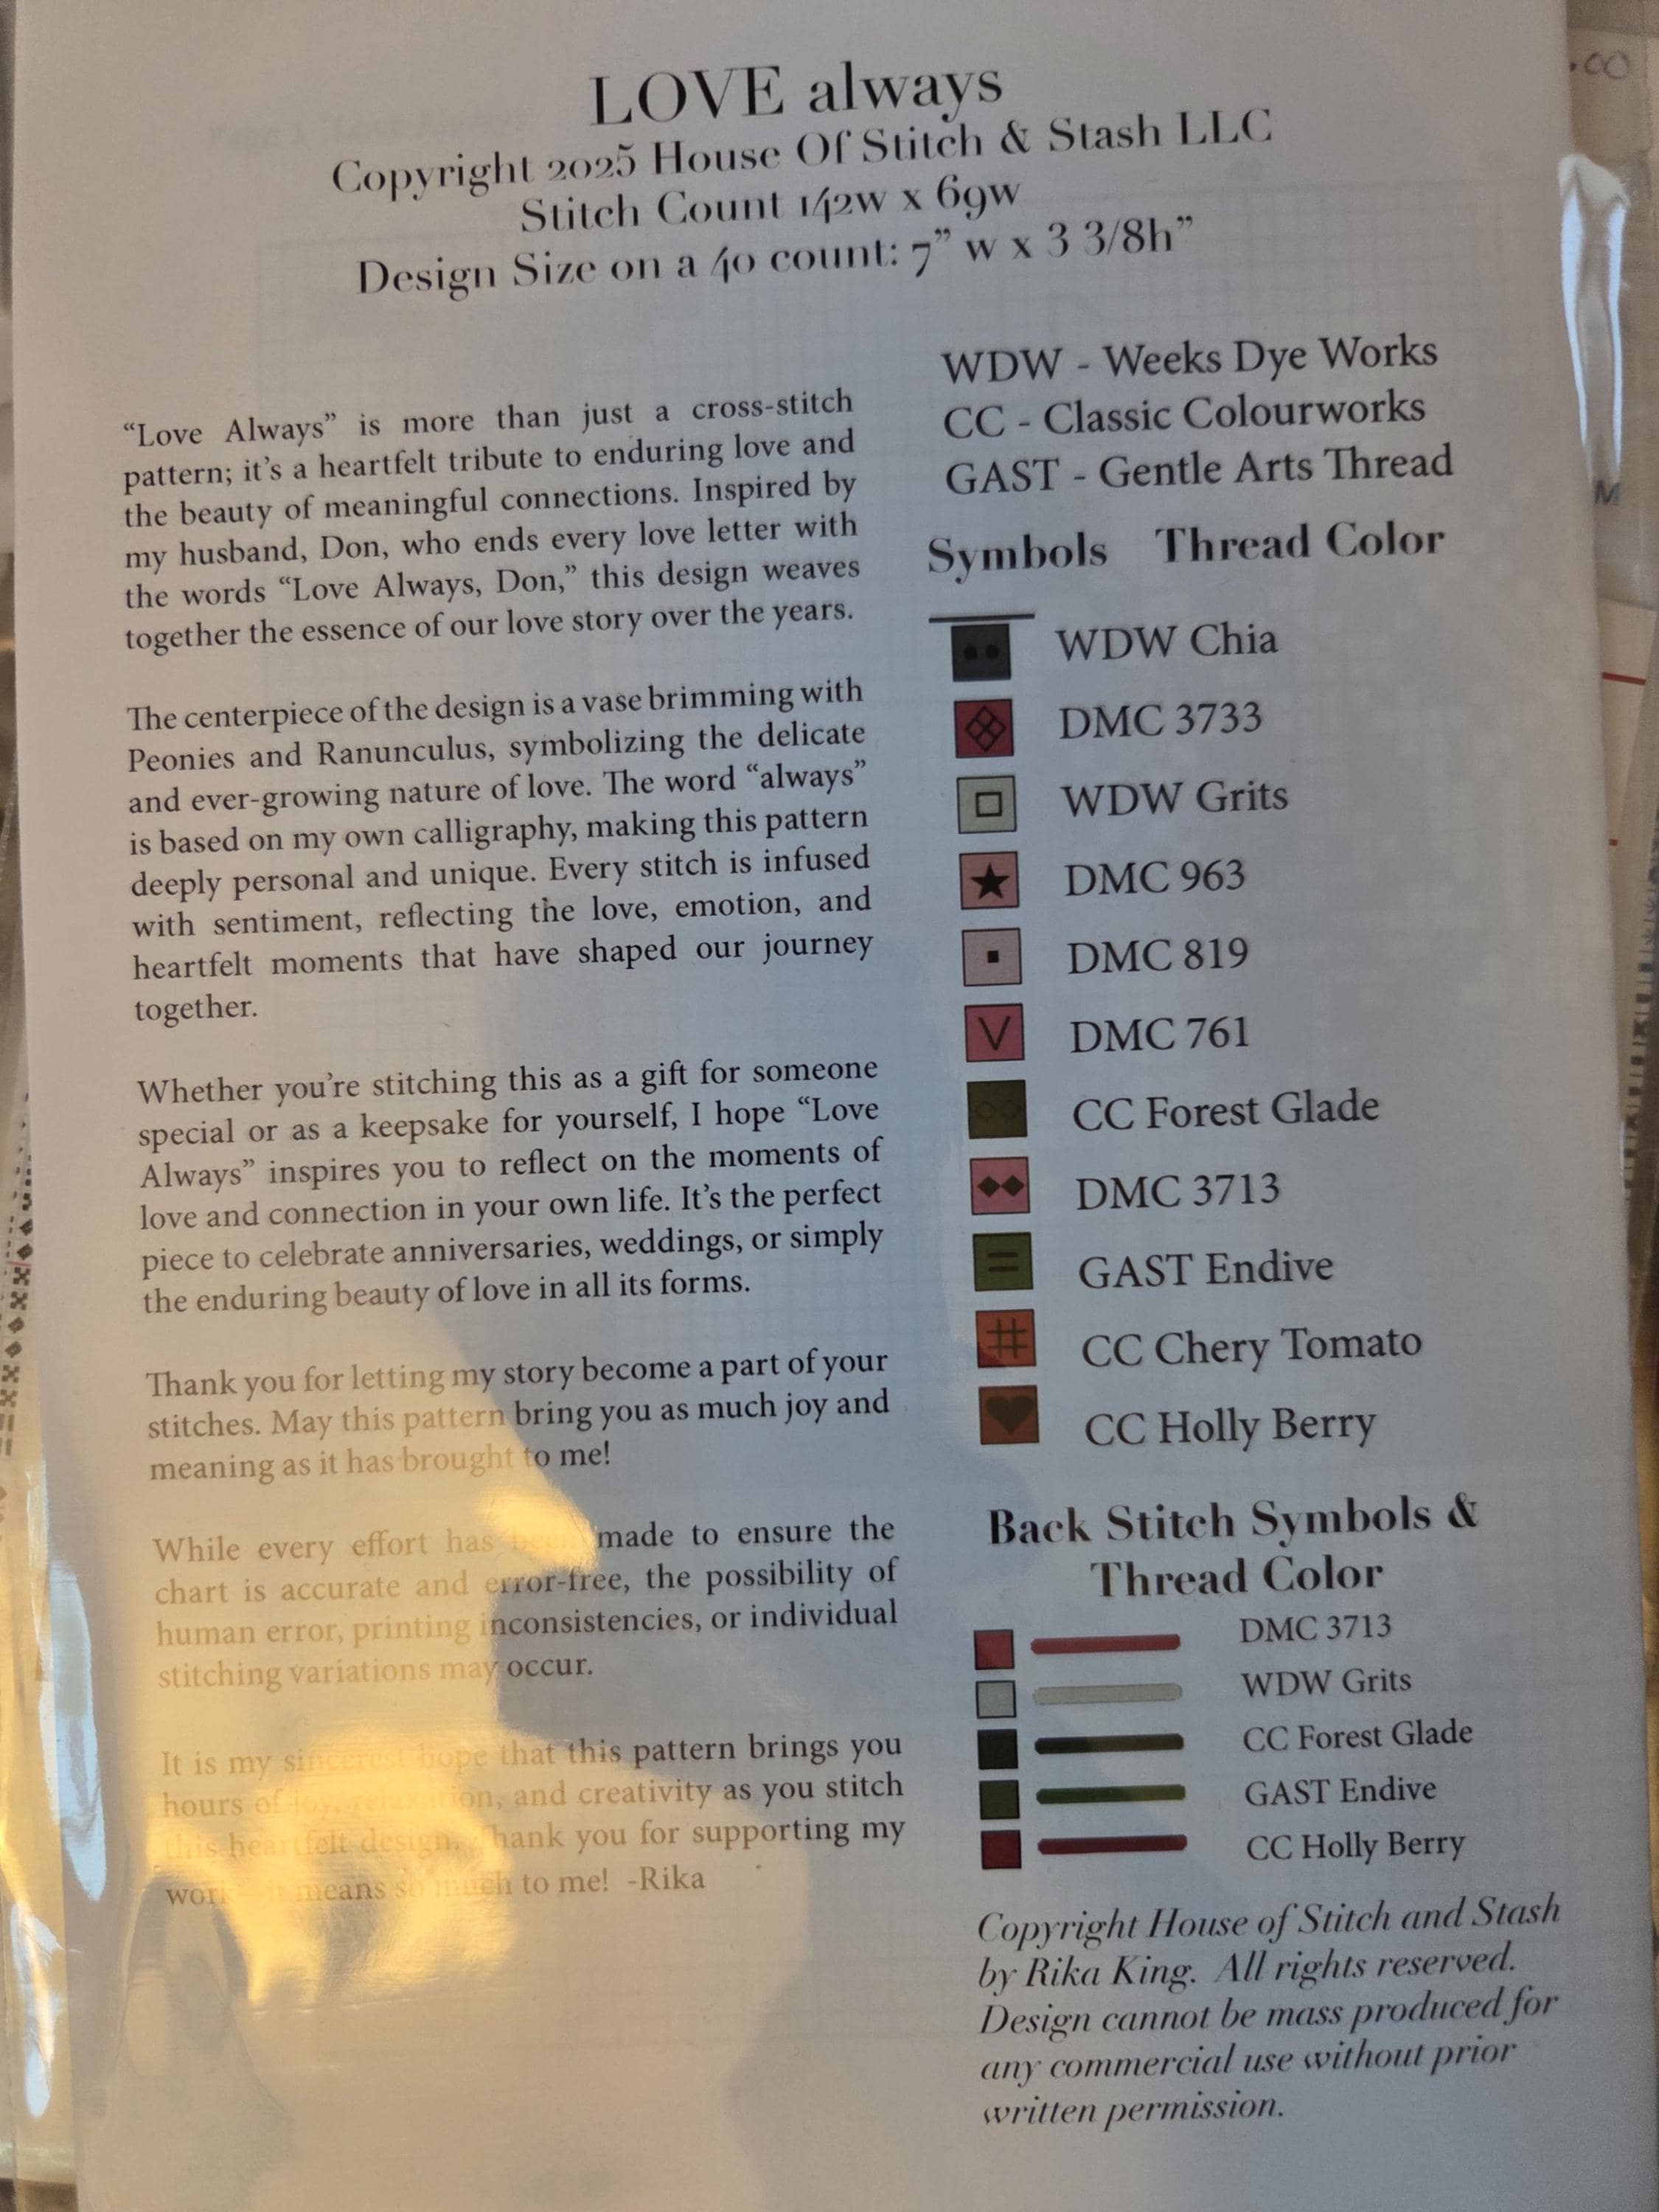 LOVE always
Copyright 2025 House Of Stitch & Stash LLC
Stitch Count 142w x 69w
Design Size on a 40 count: 7” w x 3 3/8h”
“Love Always” is more than just a cross-stitch
pattern; it’s a heartfelt tribute to enduring love and
the beauty of meaningful connections. Inspired by
my husband, Don, who ends every love letter with
the words “Love Always, Don,” this design weaves
together the essence of our love story over the years.
The centerpiece of the design is a vase brimming with
Peonies and Ranunculus, symbolizing the delicate
and ever-growing nature of love. The word “always”
is based on my own calligraphy, making this pattern
deeply personal and unique. Every stitch is infused
with sentiment, reflecting the love, emotion, and
heartfelt moments that have shaped our journey
together.
Whether you’re stitching this as a gift for someone
special or as a keepsake for yourself, I hope “Love
Always” inspires you to reflect on the moments of
love and connection in your own life. It’s the perfect
piece to celebrate anniversaries, weddings, or simply
the enduring beauty of love in all its forms.
Thank you for letting my story become a part of your
stitches. May this pattern bring you as much joy and
meaning as it has brought to me!
While every effort has been made to ensure the
chart is accurate and error-free, the possibility of
human error, printing inconsistencies, or individual
stitching variations may occur.
It is my sincerest hope that this pattern brings you
hours of joy, relaxation, and creativity as you stitch
this heartfelt design. Thank you for supporting my
means so much to me! -Rika
WDW - Weeks Dye Works
CC - Classic Colourworks
GAST - Gentle Arts Thread
Symbols Thread Color
WDW Chia
DMC 3733
WDW Grits
DMC 963
DMC 819
V DMC 761
CC Forest Glade
DMC 3713
= GAST Endive
# CC Chery Tomato
CC Holly Berry
Back Stitch Symbols &
Thread Color
DMC 3713
WDW Grits
CC Forest Glade
GAST Endive
CC Holly Berry
Copyright House of Stitch and Stash
by Rika King. All rights reserved.
Design cannot be mass produced for
any commercial use without prior
written permission.
M